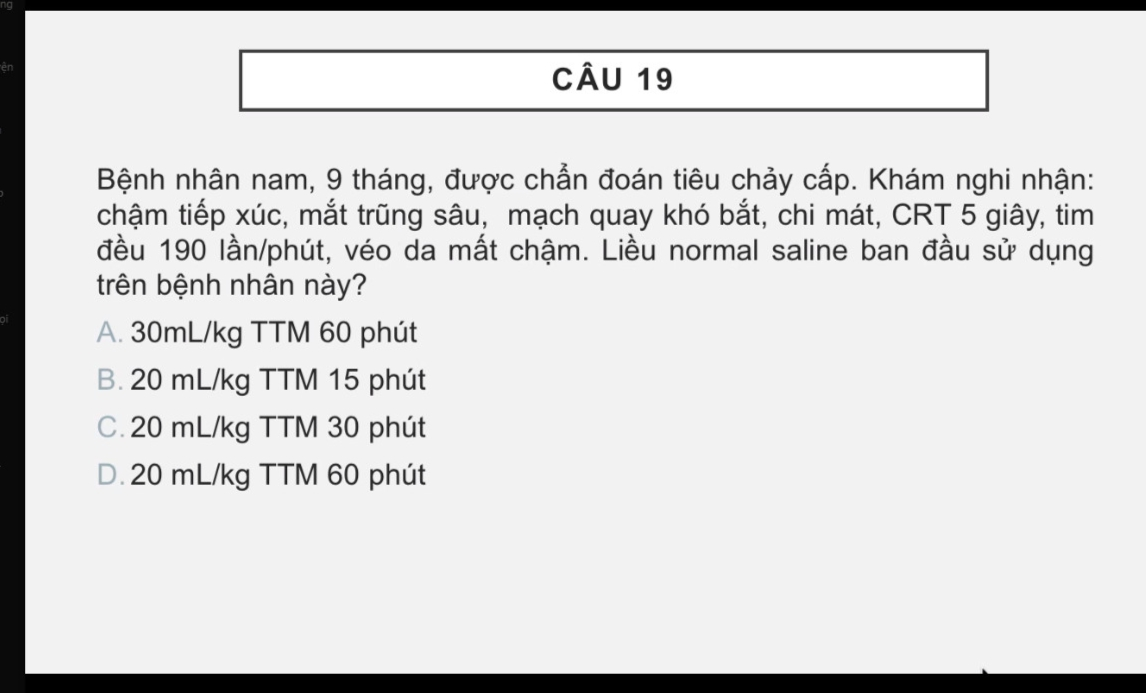 CÂU 19
Bệnh nhân nam, 9 tháng, được chẩn đoán tiêu chảy cấp. Khám nghi nhận:
chậm tiếp xúc, mắt trũng sâu, mạch quay khó bắt, chi mát, CRT 5 giây, tim
đều 190 lần/phút, véo da mất chậm. Liều normal saline ban đầu sử dụng
trên bệnh nhân này?
A. 30mL/kg TTM 60 phút
B. 20 mL/kg TTM 15 phút
C. 20 mL/kg TTM 30 phút
D. 20 mL/kg TTM 60 phút